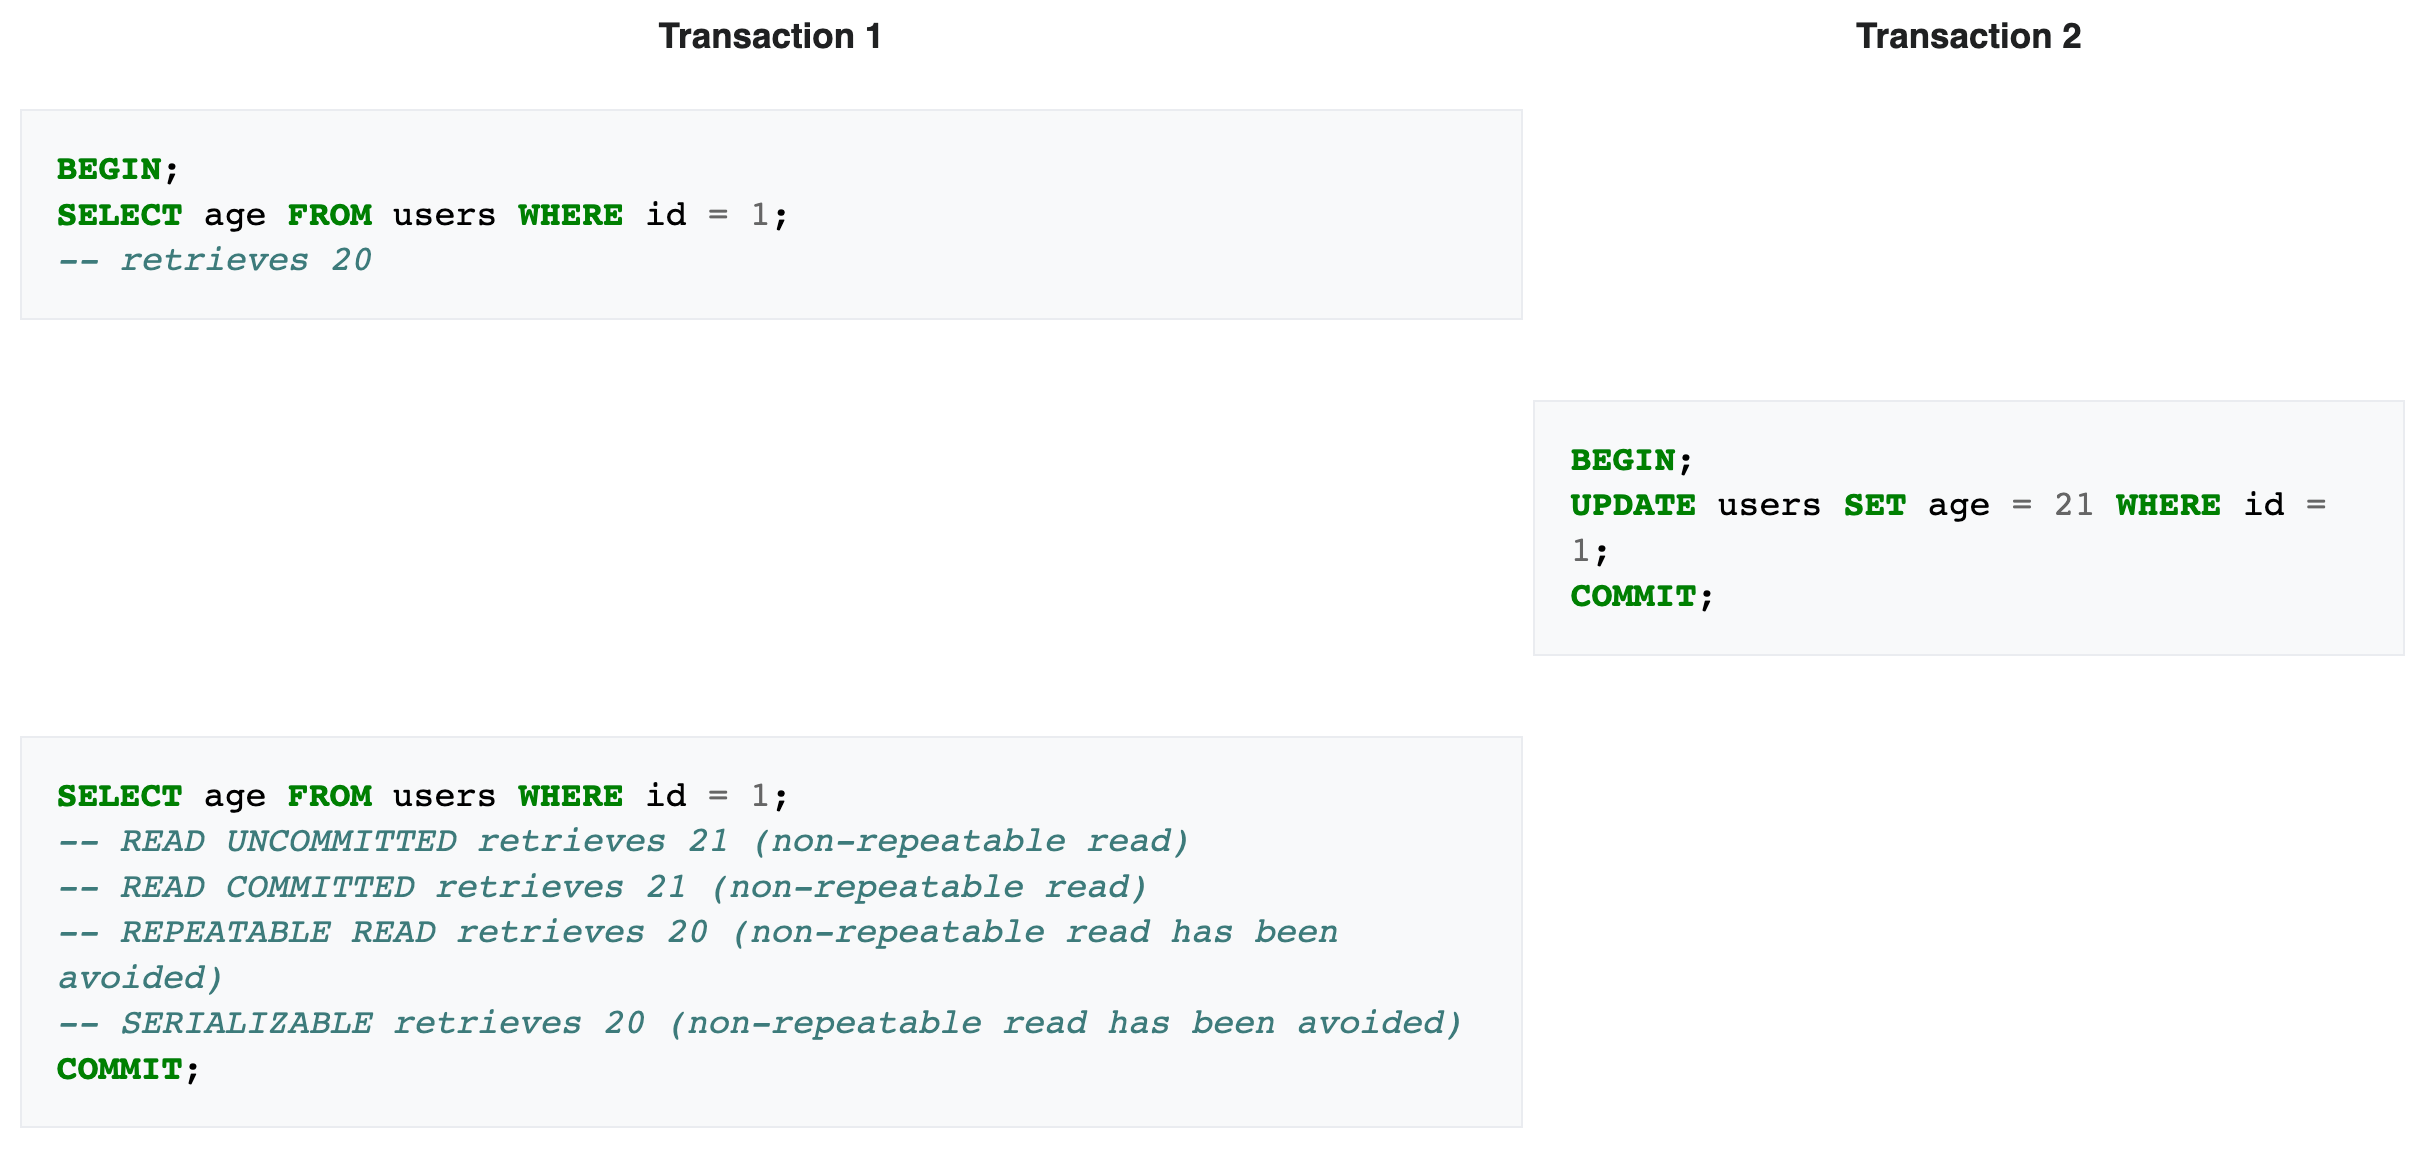 Transaction 1
Transaction 2
BEGIN;
SELECT age FROM users WHERE id = 1;
-- retrieves 20
BEGIN;
UPDATE users SET age = 21 WHERE id =
1;
COMMIT;
SELECT age FROM users WHERE id = 1;
-- READ UNCOMMITTED retrieves 21 (non-repeatable read)
-- READ COMMITTED retrieves 21 (non-repeatable read)
-- REPEATABLE READ retrieves 20 (non-repeatable read has been
avoided)
-- SERIALIZABLE retrieves 20 (non-repeatable read has been avoided)
COMMIT;